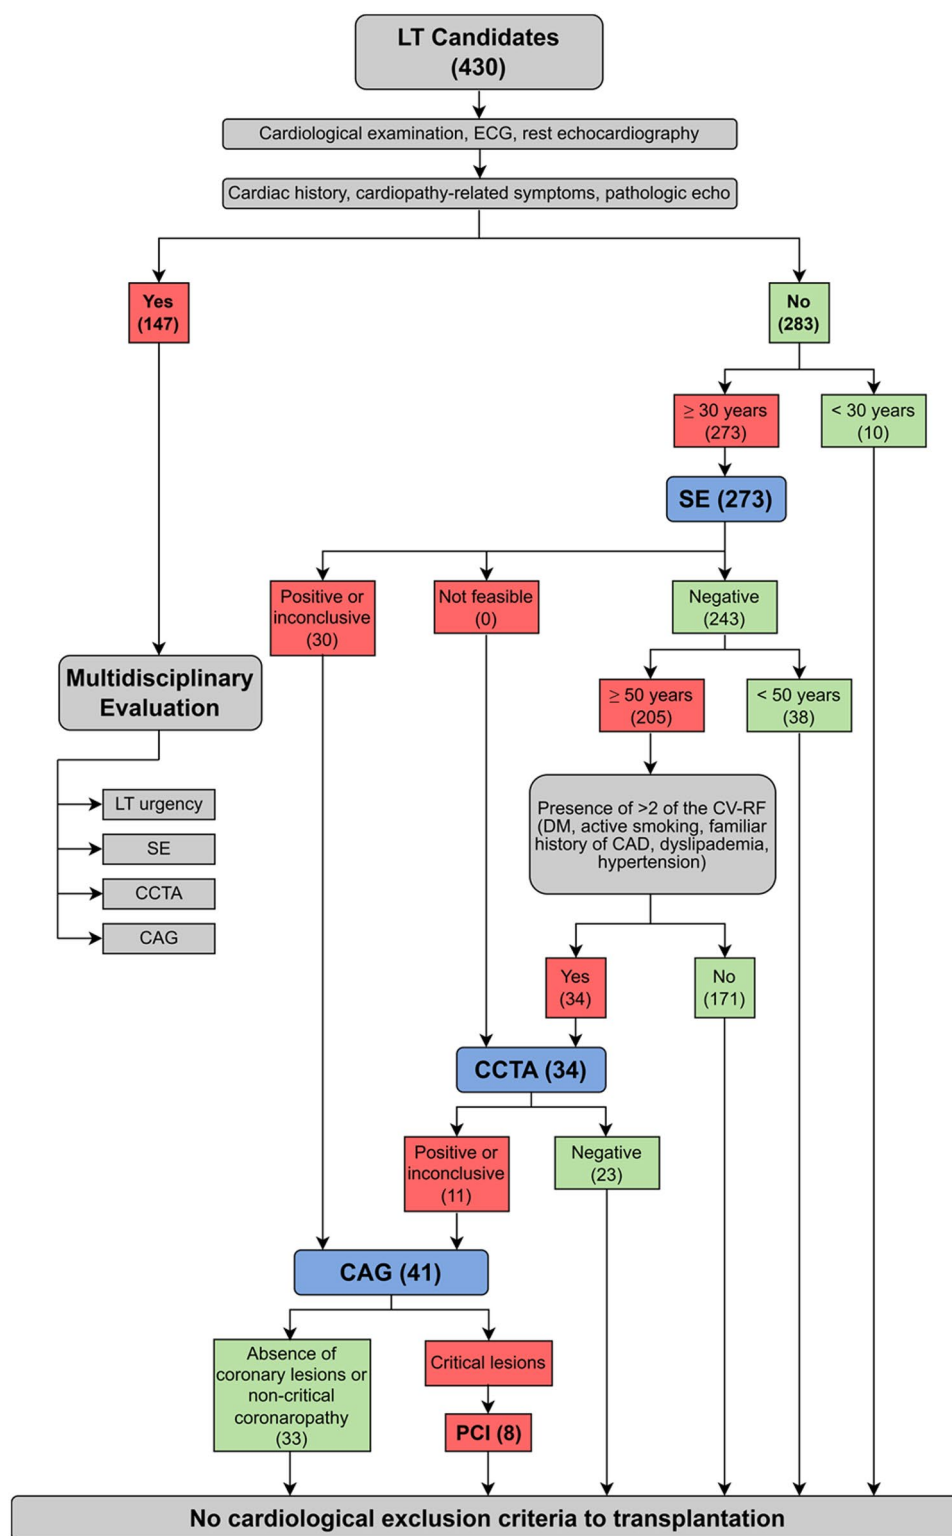 LT Candidates
(430)
Cardiological examination, ECG, rest echocardiography
Cardiac history, cardiopathy-related symptoms, pathologic echo
Yes
(147)
No
(283)
≥ 30 years
(273)
< 30 years
(10)
SE (273)
Positive or
inconclusive
(30)
Not feasible
(0)
Negative
(243)
Multidisciplinary
Evaluation
≥ 50 years
(205)
< 50 years
(38)
LT urgency
SE
CCTA
CAG
Presence of >2 of the CV-RF
(DM, active smoking, familiar
history of CAD, dyslipademia,
hypertension)
Yes
(34)
No
(171)
CCTA (34)
Positive or
inconclusive
(11)
Negative
(23)
CAG (41)
Absence of
coronary lesions or
non-critical
coronaropathy
(33)
Critical lesions
PCI (8)
No cardiological exclusion criteria to transplantation